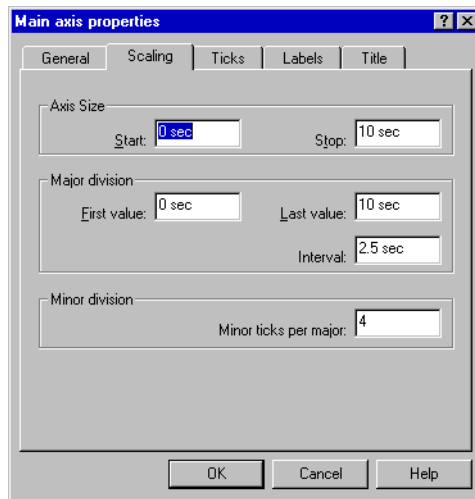 Main axis properties
General Scaling Ticks Labels Title
Axis Size
Start: 0 sec Stop: 10 sec
Major division
First value: 0 sec Last value: 10 sec
Interval: 2.5 sec
Minor division
Minor ticks per major: 4
OK Cancel Help